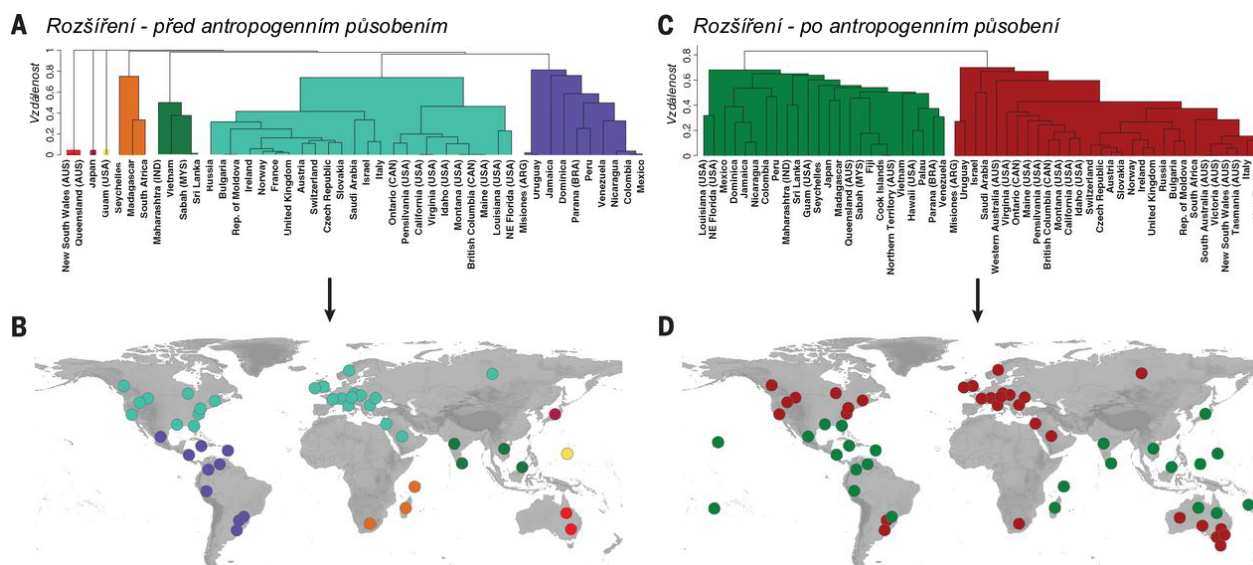 A Rozšíření - před antropogenním působením
Vzdálenost
1
0.8
0.6
0.4
0.2
0
New South Wales (AUS)
Queensland (AUS)
Japan
Guam (USA)
Seychelles
Madagascar
South Africa
Maharashtra (IND)
Vietnam
Sabah (MYS)
Sri Lanka
Russia
Bulgaria
Rep. of Moldova
Ireland
Norway
France
United Kingdom
Austria
Switzerland
Czech Republic
Slovakia
Saudi Arabia
Israel
Italy
Ontario (CAN)
Pensilvania (USA)
California (USA)
Virginia (USA)
Idaho (USA)
Montana (USA)
British Columbia (CAN)
Maine (USA)
Louisiana (USA)
NE Florida (USA)
Misiones (ARG)
Uruguay
Jamaica
Dominica
Parana (BRA)
Peru
Venezuela
Nicaragua
Colombia
Mexico
C Rozšíření - po antropogenním působení
Vzdálenost
0.8
0.6
0.4
0.2
0
Louisiana (USA)
NE Florida (USA)
Mexico
Dominica
Jamaica
Nicaragua
Colombia
Peru
Maharashtra (IND)
Sri Lanka
Guam (USA)
Seychelles
Japan
Madagascar
Queensland (AUS)
Sabah (MYS)
Fiji
Cook Islands
Northern Territory (AUS)
Vietnam
Hawaii (USA)
Palau
Parana (BRA)
Venezuela
Misiones (ARG)
Uruguay
Israel
Saudi Arabia
Western Australia (AUS)
Virginia (USA)
Ontario (CAN)
Maine (USA)
Pensilvania (USA)
British Columbia (CAN)
Montana (USA)
California (USA)
Idaho (USA)
Switzerland
Czech Republic
Austria
Slovakia
Norway
Ireland
United Kingdom
Russia
Bulgaria
Rep. of Moldova
South Africa
South Australia (AUS)
Victoria (AUS)
New South Wales (AUS)
Tasmania (AUS)
Italy
B
D